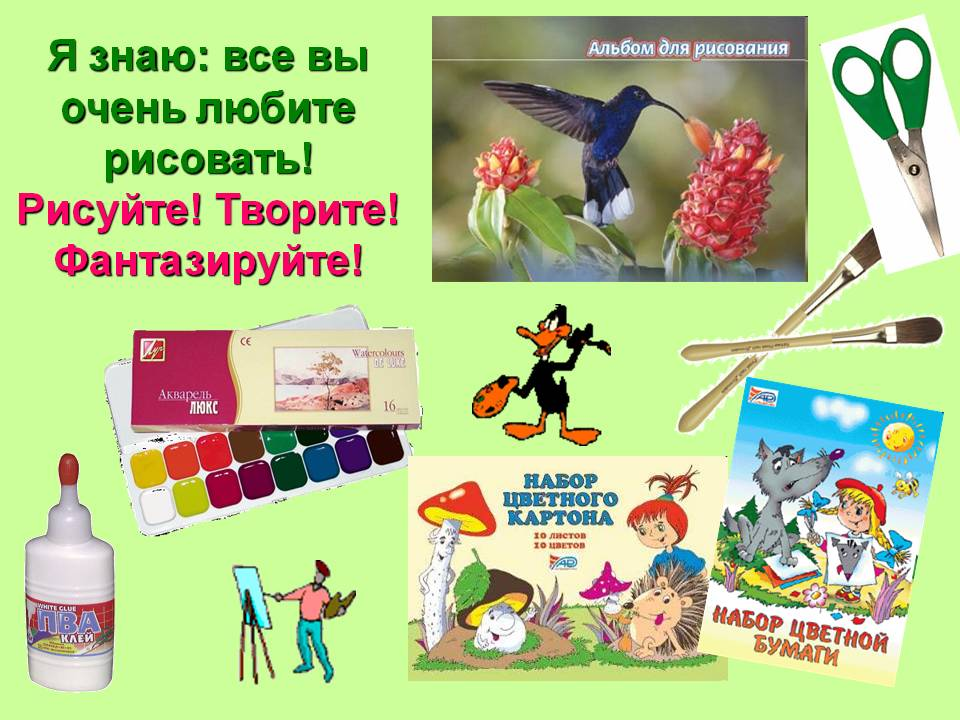 Я знаю: все вы
очень любите
рисовать!
Рисуйте! Творите!
Фантазируйте!
Альбом для рисования
Watercolours
DE LUXE
Акварель
ЛЮКС
16
НАБОР
ЦВЕТНОГО
КАРТОНА
10 ЛИСТОВ
10 ЦВЕТОВ
НАБОР ЦВЕТНОЙ
БУМАГИ
WHITE GLUE
ПВА
КЛЕЙ